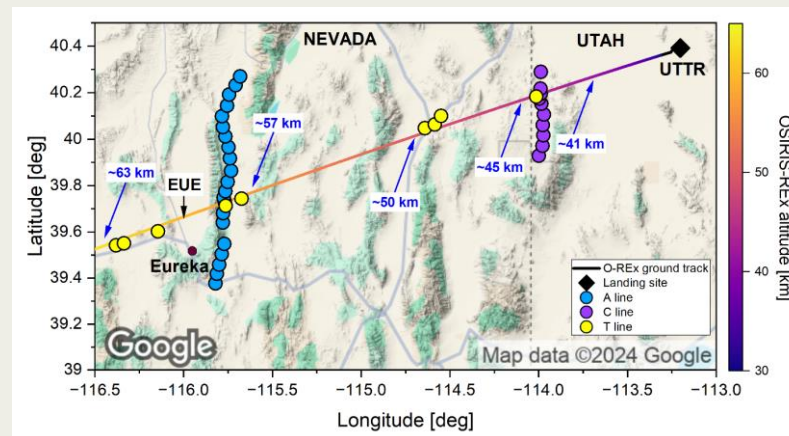 NEVADA
UTAH
UTTR
~63 km
EUE
~57 km
~50 km
~45 km
~41 km
Eureka
O-REx ground track
Landing site
A line
C line
T line
Google
Map data ©2024 Google
40.4
40.2
40
39.8
39.6
39.4
39.2
39
Latitude [deg]
−116.5 −116.0 −115.5 −115.0 −114.5 −114.0 −113.5 −113.0
Longitude [deg]
60
50
40
30
OSIRIS-REx altitude [km]